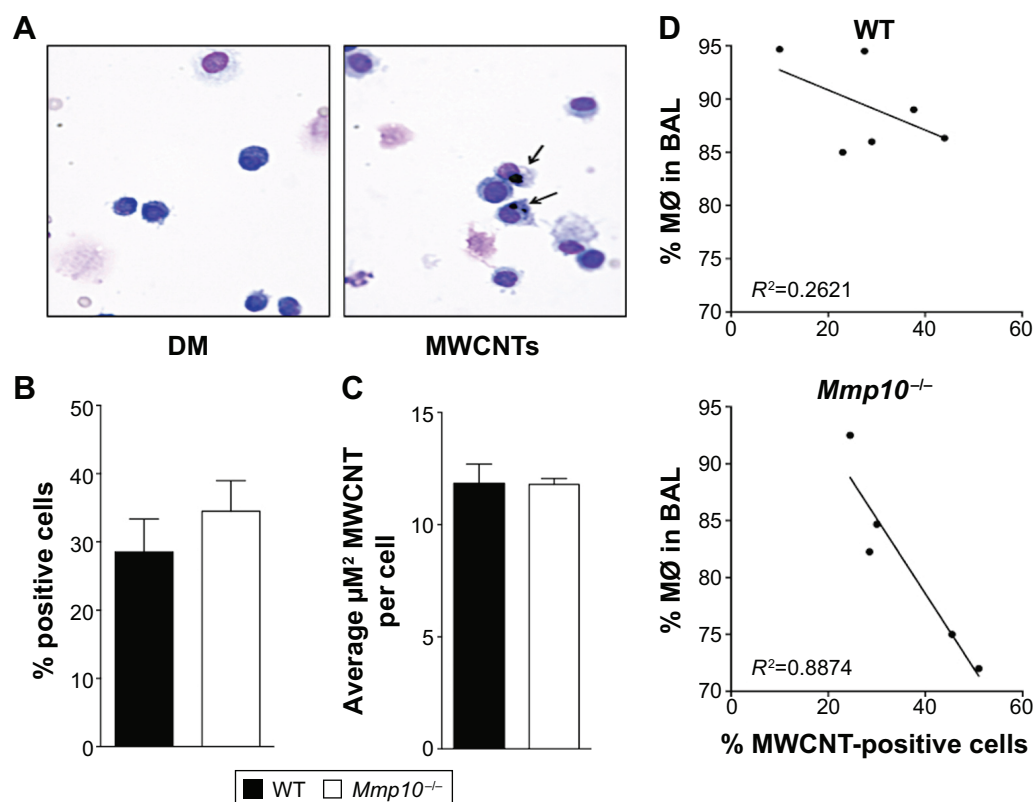 A
DM
MWCNTs
B
% positive cells
50
40
30
20
10
0
C
Average µM² MWCNT
per cell
15
10
5
0
WT
Mmp10⁻/⁻
D
WT
% MØ in BAL
95
90
85
80
75
70
R²=0.2621
0
20
40
60
Mmp10⁻/⁻
% MØ in BAL
95
90
85
80
75
70
R²=0.8874
0
20
40
60
% MWCNT-positive cells